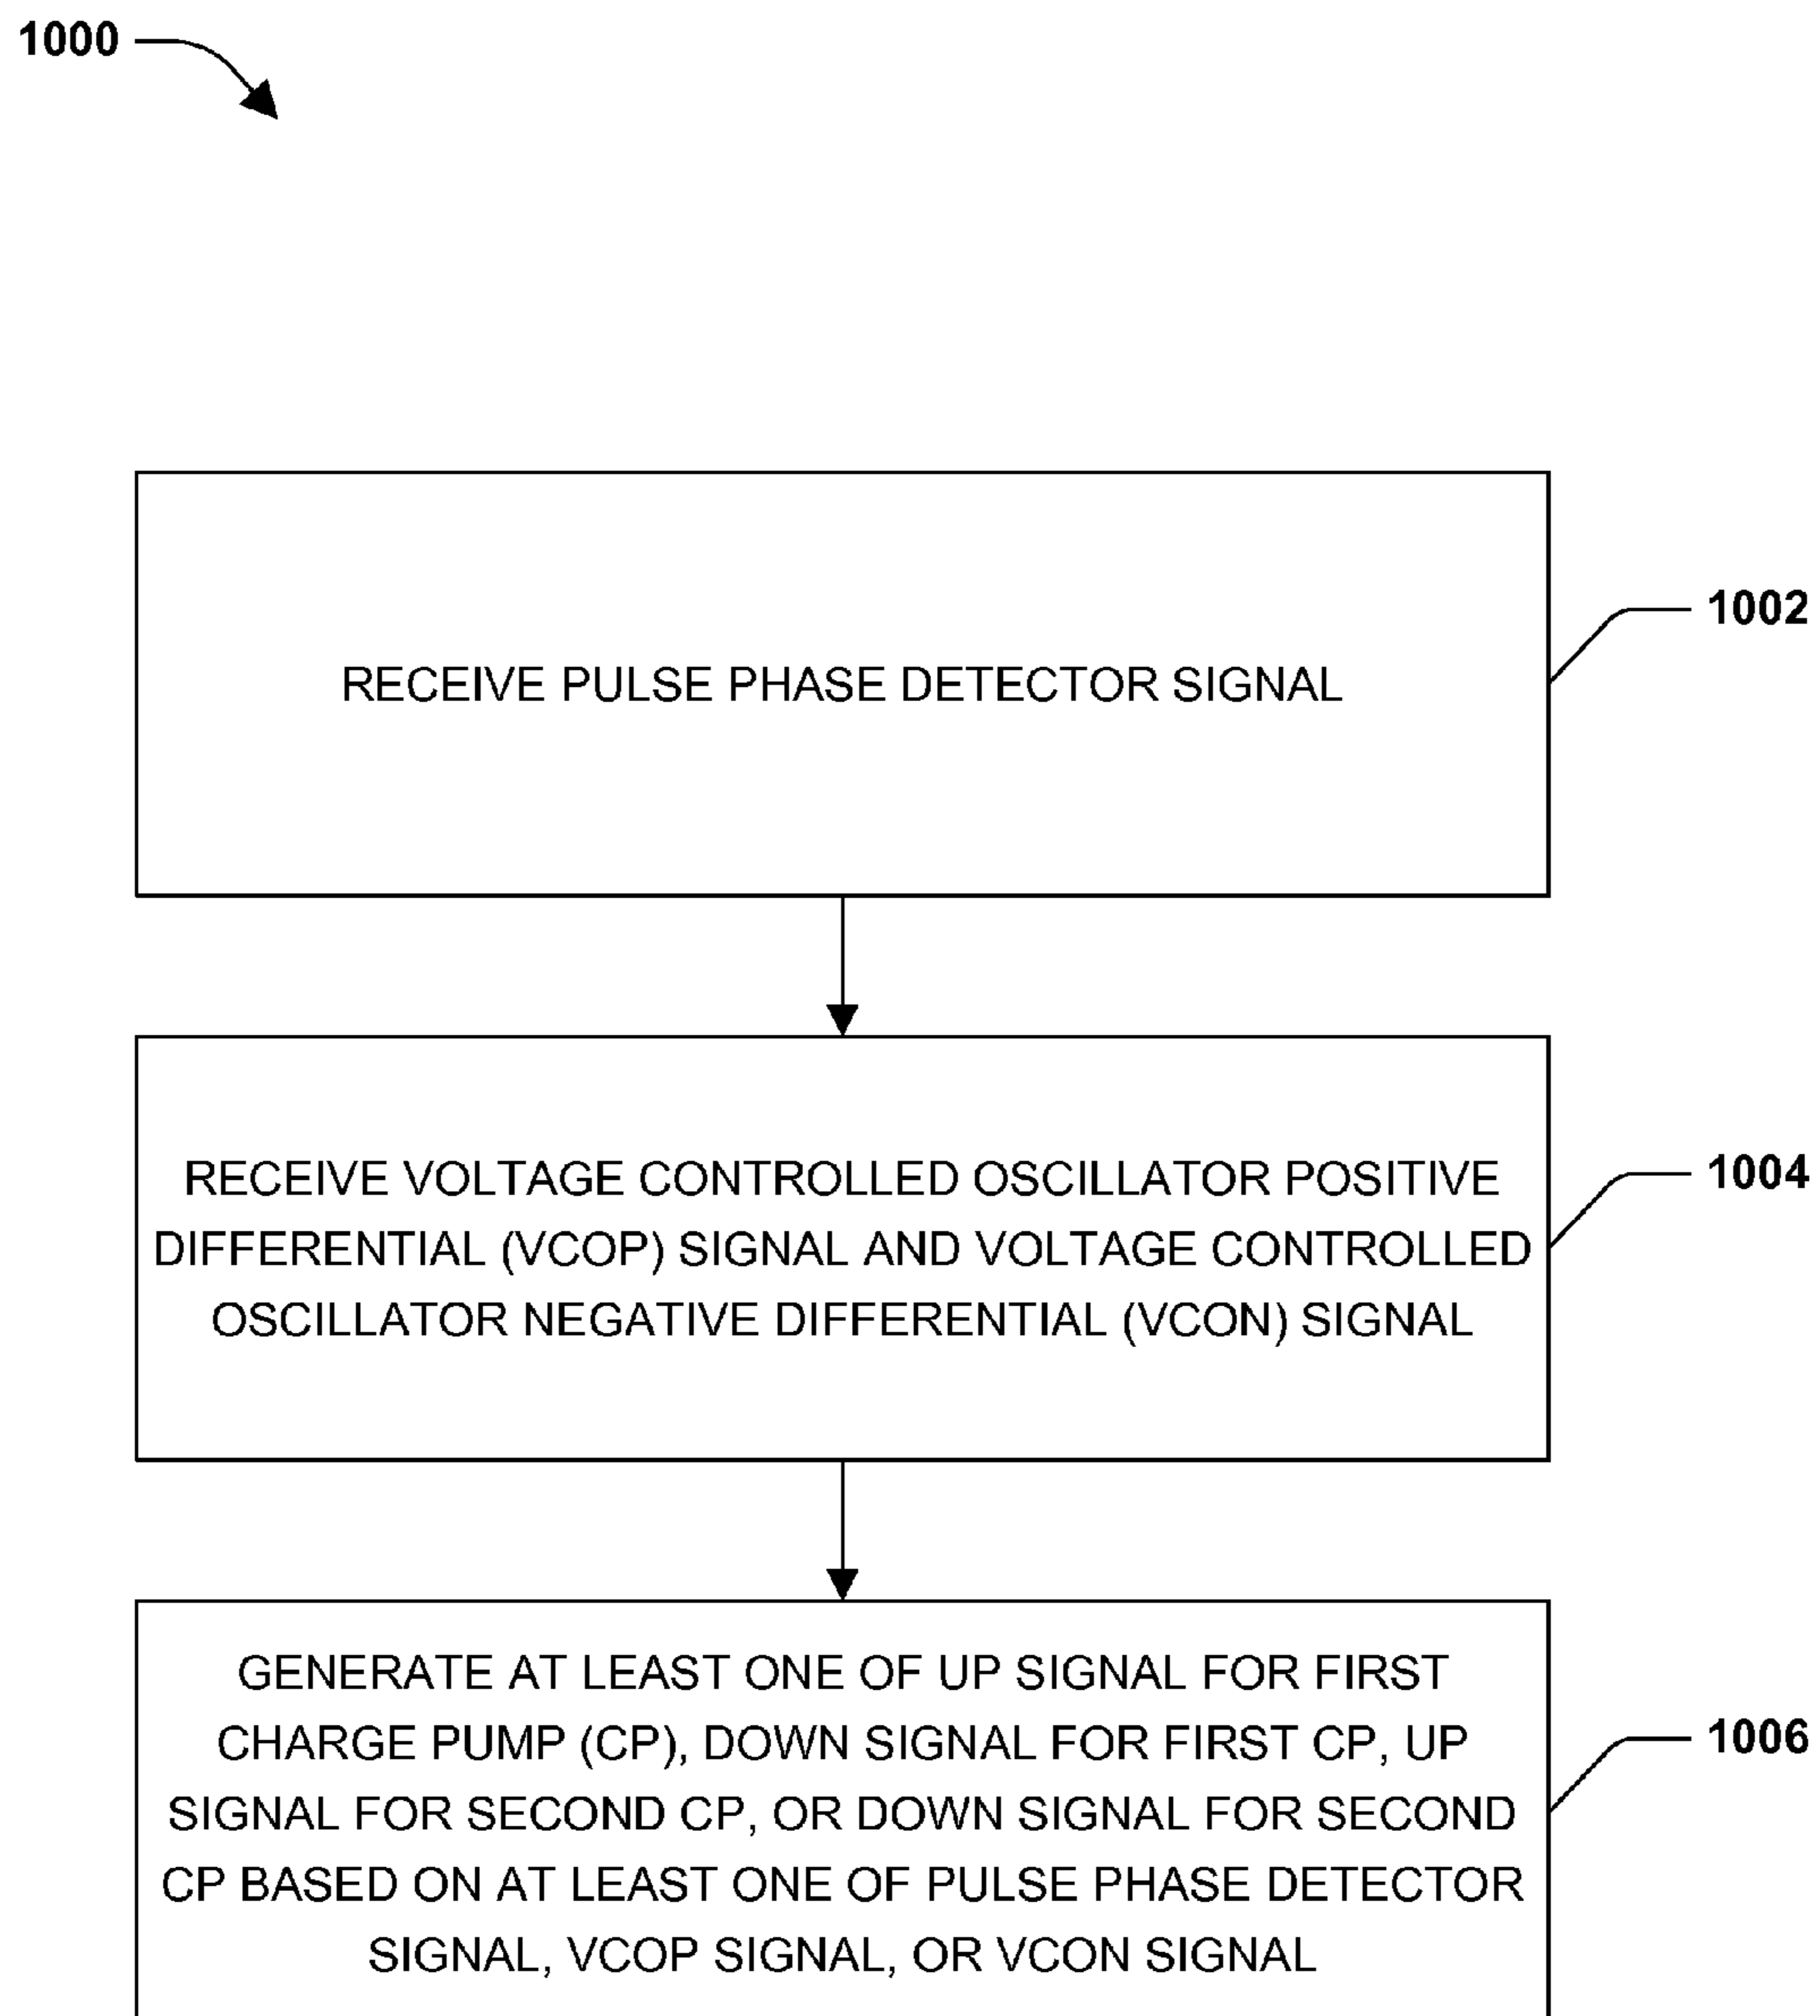 1000
RECEIVE PULSE PHASE DETECTOR SIGNAL
1002
RECEIVE VOLTAGE CONTROLLED OSCILLATOR POSITIVE
DIFFERENTIAL (VCOP) SIGNAL AND VOLTAGE CONTROLLED
OSCILLATOR NEGATIVE DIFFERENTIAL (VCON) SIGNAL
1004
GENERATE AT LEAST ONE OF UP SIGNAL FOR FIRST
CHARGE PUMP (CP), DOWN SIGNAL FOR FIRST CP, UP
SIGNAL FOR SECOND CP, OR DOWN SIGNAL FOR SECOND
CP BASED ON AT LEAST ONE OF PULSE PHASE DETECTOR
SIGNAL, VCOP SIGNAL, OR VCON SIGNAL
1006